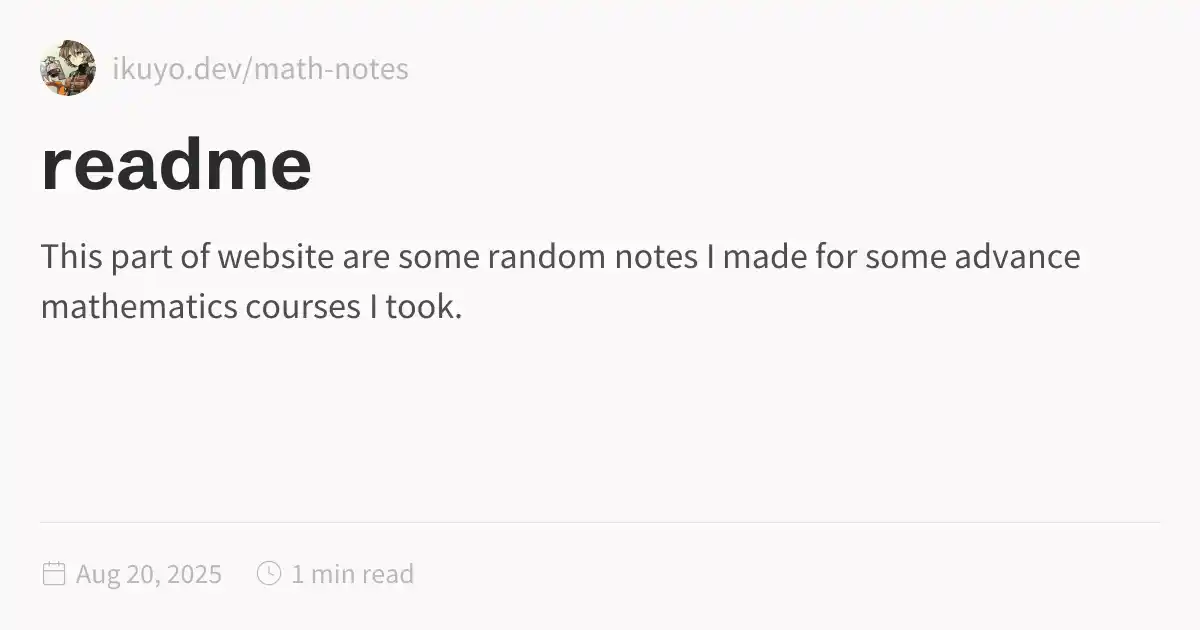 ikuyo.dev/math-notes
readme
This part of website are some random notes I made for some advance
mathematics courses I took.
Aug 20, 2025 1 min read